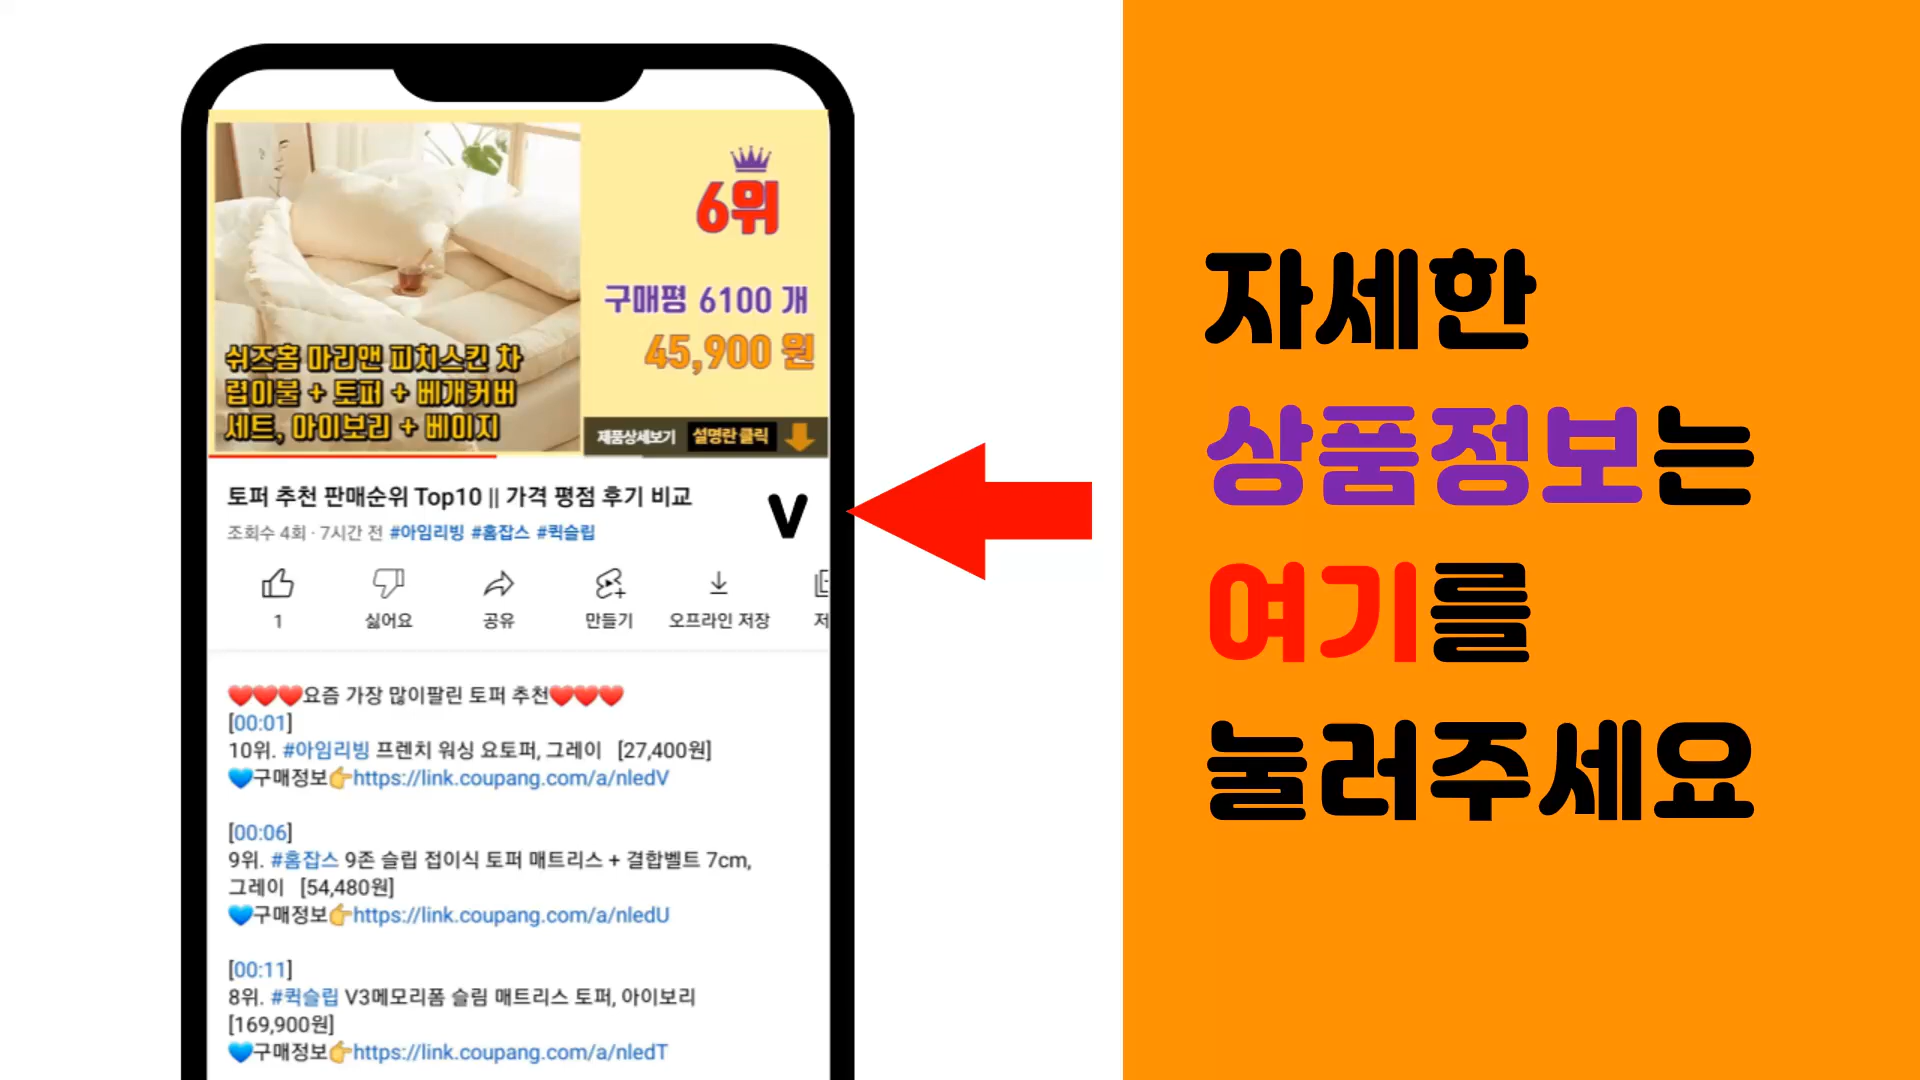 6위
구매평 6100 개
45,900 원
쉬즈홈 마리앤 피치스킨 차
렵이불 + 토퍼 + 베개커버
세트, 아이보리 + 베이지
제품상세보기 설명란 클릭
토퍼 추천 판매순위 Top10 || 가격 평점 후기 비교
V
조회수 4회 · 7시간 전 #아임리빙 #홈잡스 #퀵슬립
1 싫어요 공유 만들기 오프라인 저장 저
요즘 가장 많이팔린 토퍼 추천
[00:01]
10위. #아임리빙 프렌치 워싱 요토퍼, 그레이 [27,400원]
구매정보 https://link.coupang.com/a/nledV
[00:06]
9위. #홈잡스 9존 슬립 접이식 토퍼 매트리스 + 결합벨트 7cm,
그레이 [54,480원]
구매정보 https://link.coupang.com/a/nledU
[00:11]
8위. #퀵슬립 V3메모리폼 슬림 매트리스 토퍼, 아이보리
[169,900원]
구매정보 https://link.coupang.com/a/nledT
자세한
상품정보는
여기를
눌러주세요